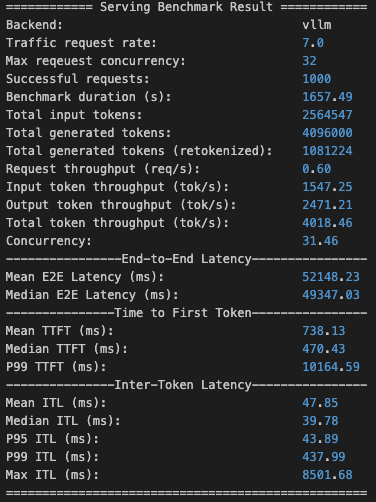 ============ Serving Benchmark Result ============
Backend: vllm
Traffic request rate: 7.0
Max reqeuest concurrency: 32
Successful requests: 1000
Benchmark duration (s): 1657.49
Total input tokens: 2564547
Total generated tokens: 4096000
Total generated tokens (retokenized): 1081224
Request throughput (req/s): 0.60
Input token throughput (tok/s): 1547.25
Output token throughput (tok/s): 2471.21
Total token throughput (tok/s): 4018.46
Concurrency: 31.46
----------------End-to-End Latency----------------
Mean E2E Latency (ms): 52148.23
Median E2E Latency (ms): 49347.03
---------------Time to First Token----------------
Mean TTFT (ms): 738.13
Median TTFT (ms): 470.43
P99 TTFT (ms): 10164.59
---------------Inter-Token Latency----------------
Mean ITL (ms): 47.85
Median ITL (ms): 39.78
P95 ITL (ms): 43.89
P99 ITL (ms): 437.99
Max ITL (ms): 8501.68
==================================================